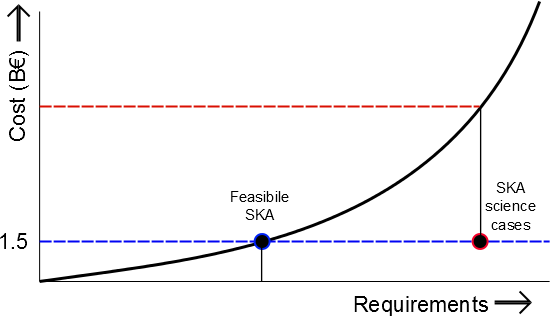 Cost (B€)
Feasibile
SKA
SKA
science
cases
1.5
Requirements